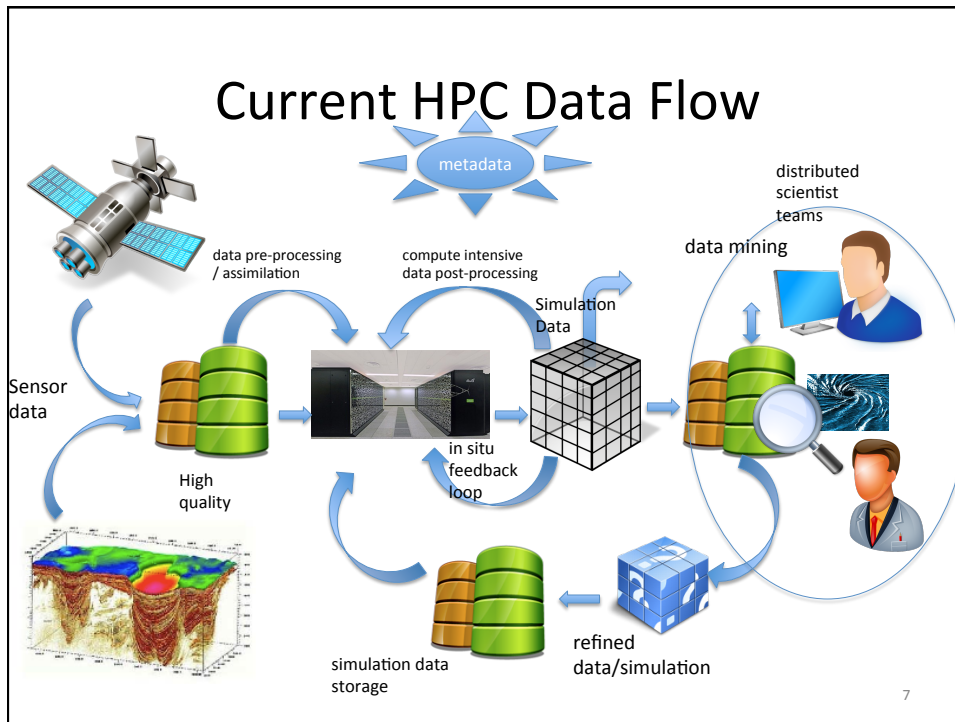 Current HPC Data Flow
metadata
distributed
scientist
teams
data mining
data pre-processing
/ assimilation
compute intensive
data post-processing
Simulation
Data
Sensor
data
in situ
feedback
loop
High
quality
refined
data/simulation
simulation data
storage
7